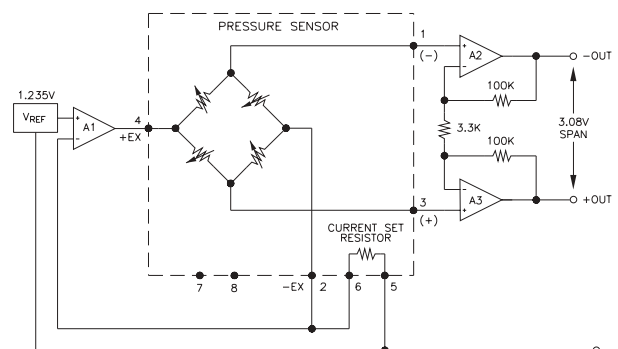 PRESSURE SENSOR
1
(-)
+
A2
-
-OUT
1.235V
VREF
+
A1
-
4
+EX
100K
3.3K
3.08V
SPAN
100K
-
A3
+
3
(+)
+OUT
CURRENT SET
RESISTOR
7
8
-EX
2
6
5